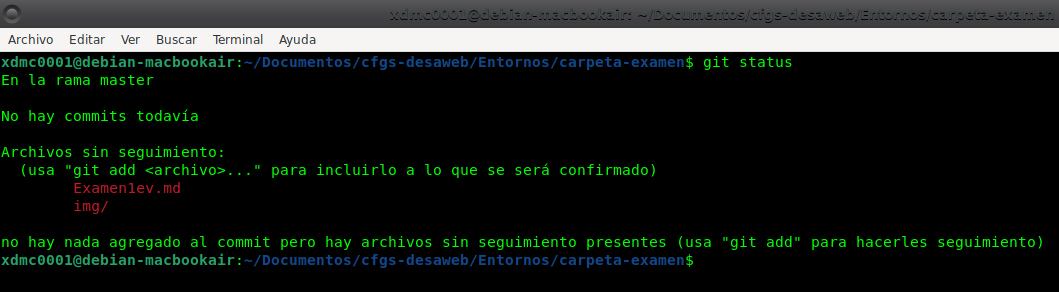 xdmc0001@debian-macbookair: ~/Documentos/cfgs-desaweb/Entornos/carpeta-examen
Archivo Editar Ver Buscar Terminal Ayuda
xdmc0001@debian-macbookair:~/Documentos/cfgs-desaweb/Entornos/carpeta-examen$ git status
En la rama master
No hay commits todavía
Archivos sin seguimiento:
(usa "git add <archivo>..." para incluirlo a lo que se será confirmado)
Examen1ev.md
img/
no hay nada agregado al commit pero hay archivos sin seguimiento presentes (usa "git add" para hacerles seguimiento)
xdmc0001@debian-macbookair:~/Documentos/cfgs-desaweb/Entornos/carpeta-examen$